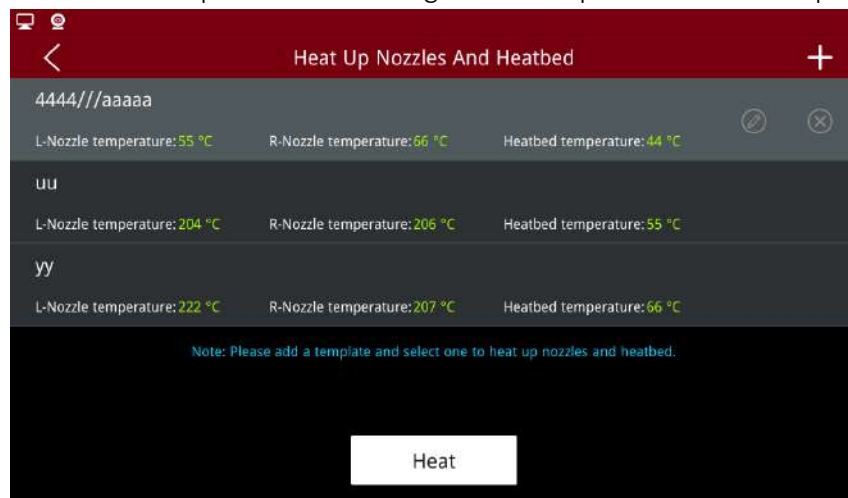 Heat Up Nozzles And Heatbed
4444///aaaaa
L-Nozzle temperature:55 °C R-Nozzle temperature:66 °C Heatbed temperature:44 °C
uu
L-Nozzle temperature:204 °C R-Nozzle temperature:206 °C Heatbed temperature:55 °C
yy
L-Nozzle temperature:222 °C R-Nozzle temperature:207 °C Heatbed temperature:66 °C
Note: Please add a template and select one to heat up nozzles and heatbed.
Heat